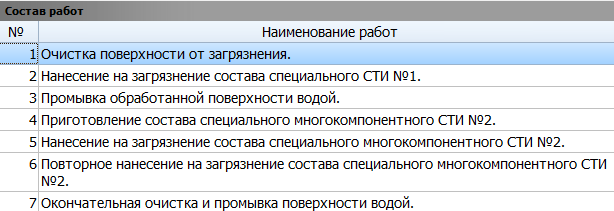 Состав работ
№ Наименование работ
1 Очистка поверхности от загрязнения.
2 Нанесение на загрязнение состава специального СТИ №1.
3 Промывка обработанной поверхности водой.
4 Приготовление состава специального многокомпонентного СТИ №2.
5 Нанесение на загрязнение состава специального многокомпонентного СТИ №2.
6 Повторное нанесение на загрязнение состава специального многокомпонентного СТИ
№2.
7 Окончательная очистка и промывка поверхности водой.